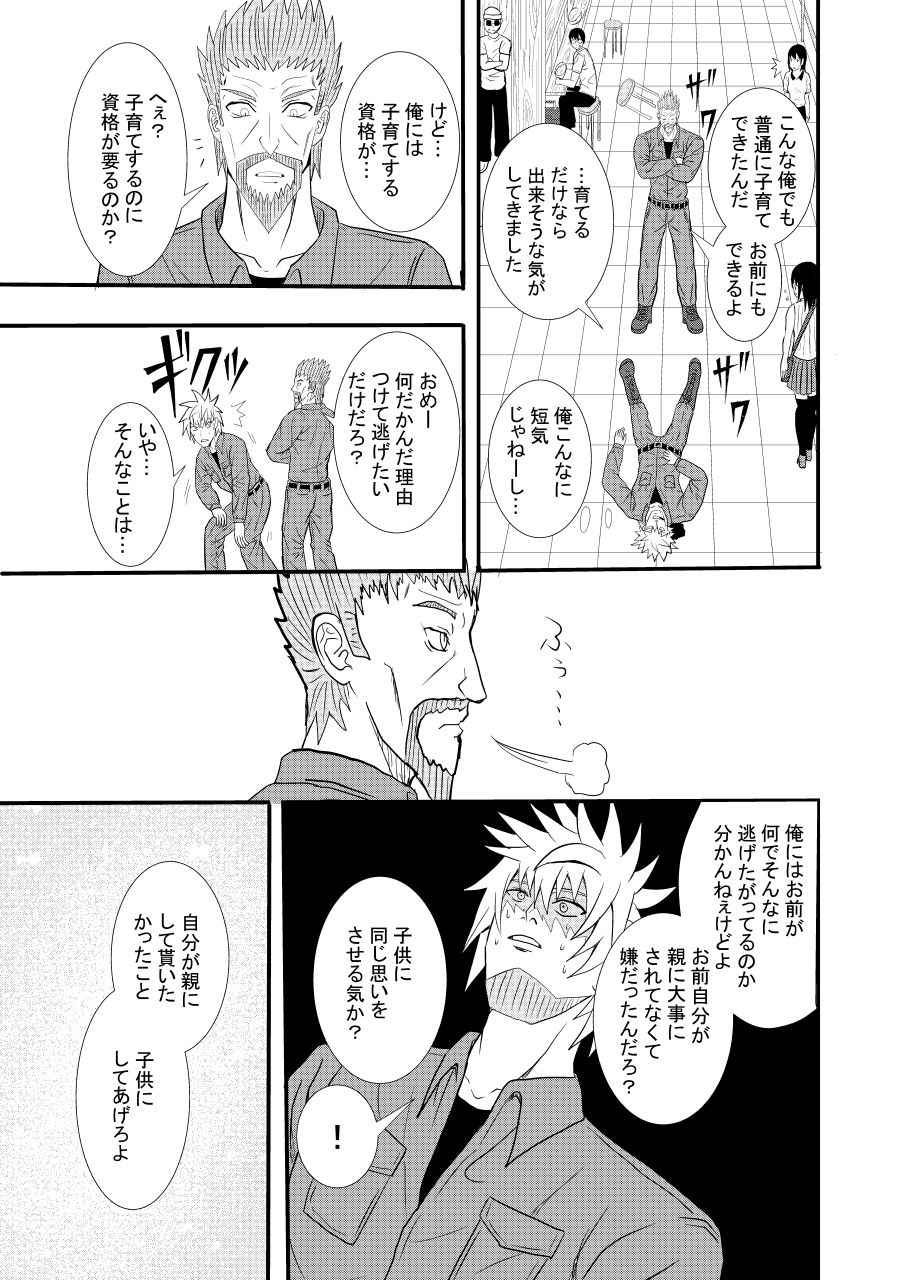 こんな俺でも
普通に子育て
できたんだ
お前にも
できるよ
ザワ
…育てる
だけなら
出来そうな気が
してきました
ザワ
俺こんなに
短気
じゃねーし…
けど…
俺には
子育てする
資格が…
へぇ？
子育てするのに
資格が要るのか？
おめー
何だかんだ理由
つけて逃げたい
だけだろ？
ギクッ
いや…
そんなことは…
ふぅ…
俺にはお前が
何でそんなに
逃げたがってるのか
分かんねぇけどよ
お前自分が
親に大事に
されてなくて
嫌だったんだろ？
子供に
同じ思いを
させる気か？
！
自分が親に
して貰いた
かったこと
子供に
してあげろよ